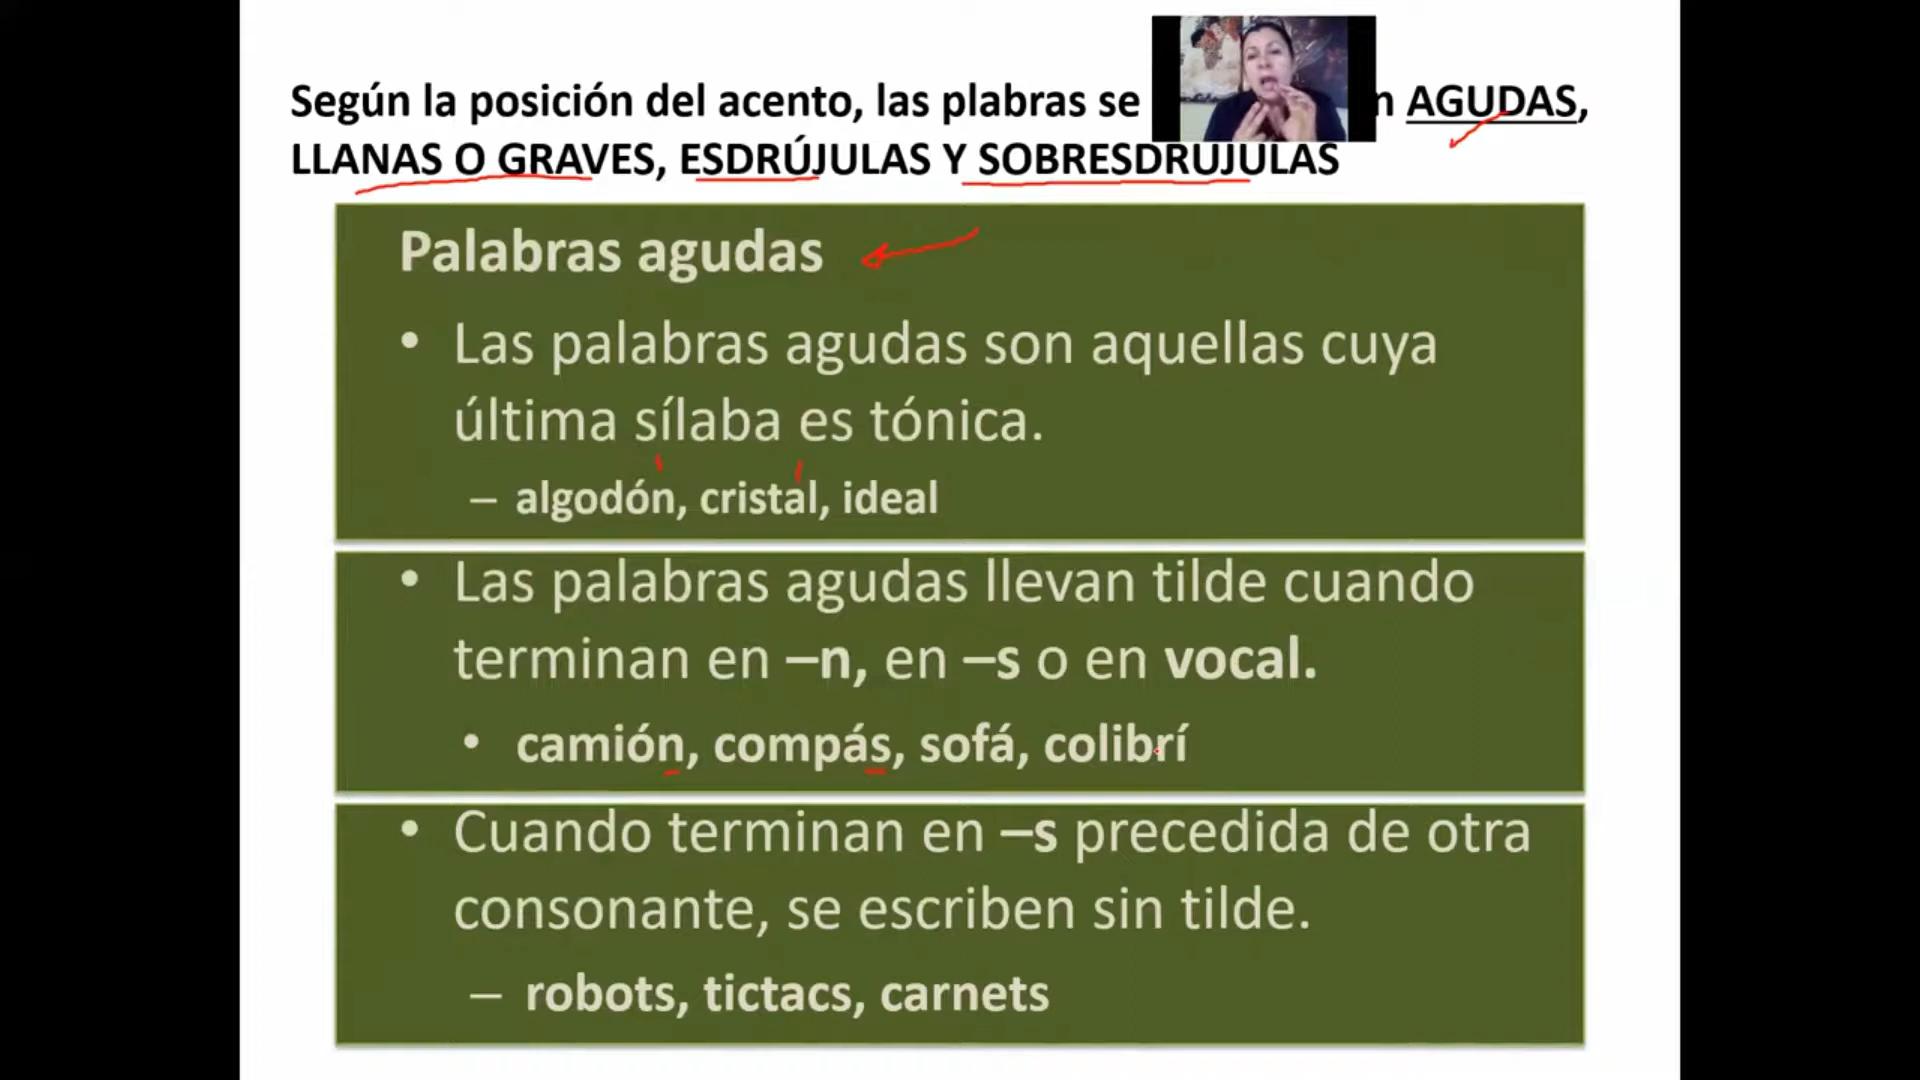 Según la posición del acento, las plabras se n AGUDAS,
LLANAS O GRAVES, ESDRÚJULAS Y SOBRESDRUJULAS
Palabras agudas
• Las palabras agudas son aquellas cuya
última sílaba es tónica.
– algodón, cristal, ideal
• Las palabras agudas llevan tilde cuando
terminan en –n, en –s o en vocal.
• camión, compás, sofá, colibrí
• Cuando terminan en –s precedida de otra
consonante, se escriben sin tilde.
– robots, tictacs, carnets